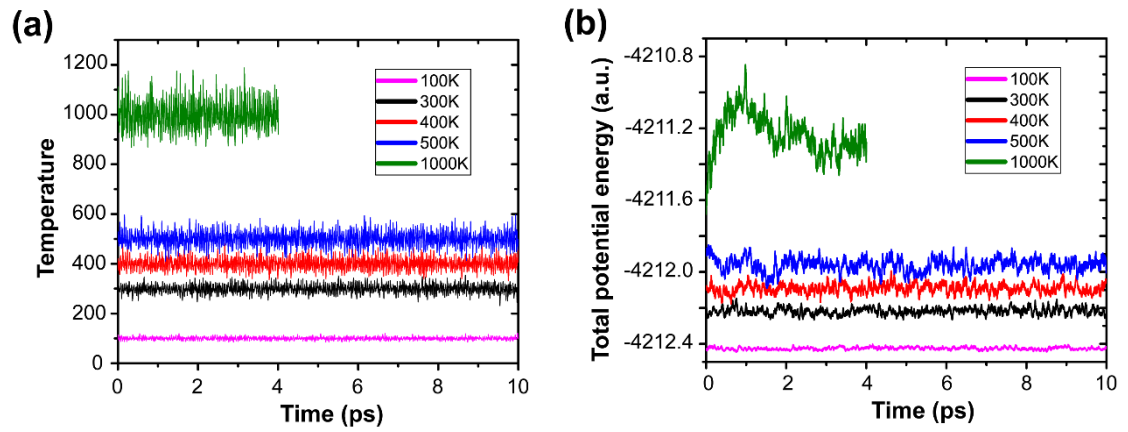 (a)
Temperature
1200
1000
800
600
400
200
0
100K
300K
400K
500K
1000K
0 2 4 6 8 10
Time (ps)
(b)
Total potential energy (a.u.)
-4210.8
-4211.2
-4211.6
-4212.0
-4212.4
100K
300K
400K
500K
1000K
0 2 4 6 8 10
Time (ps)